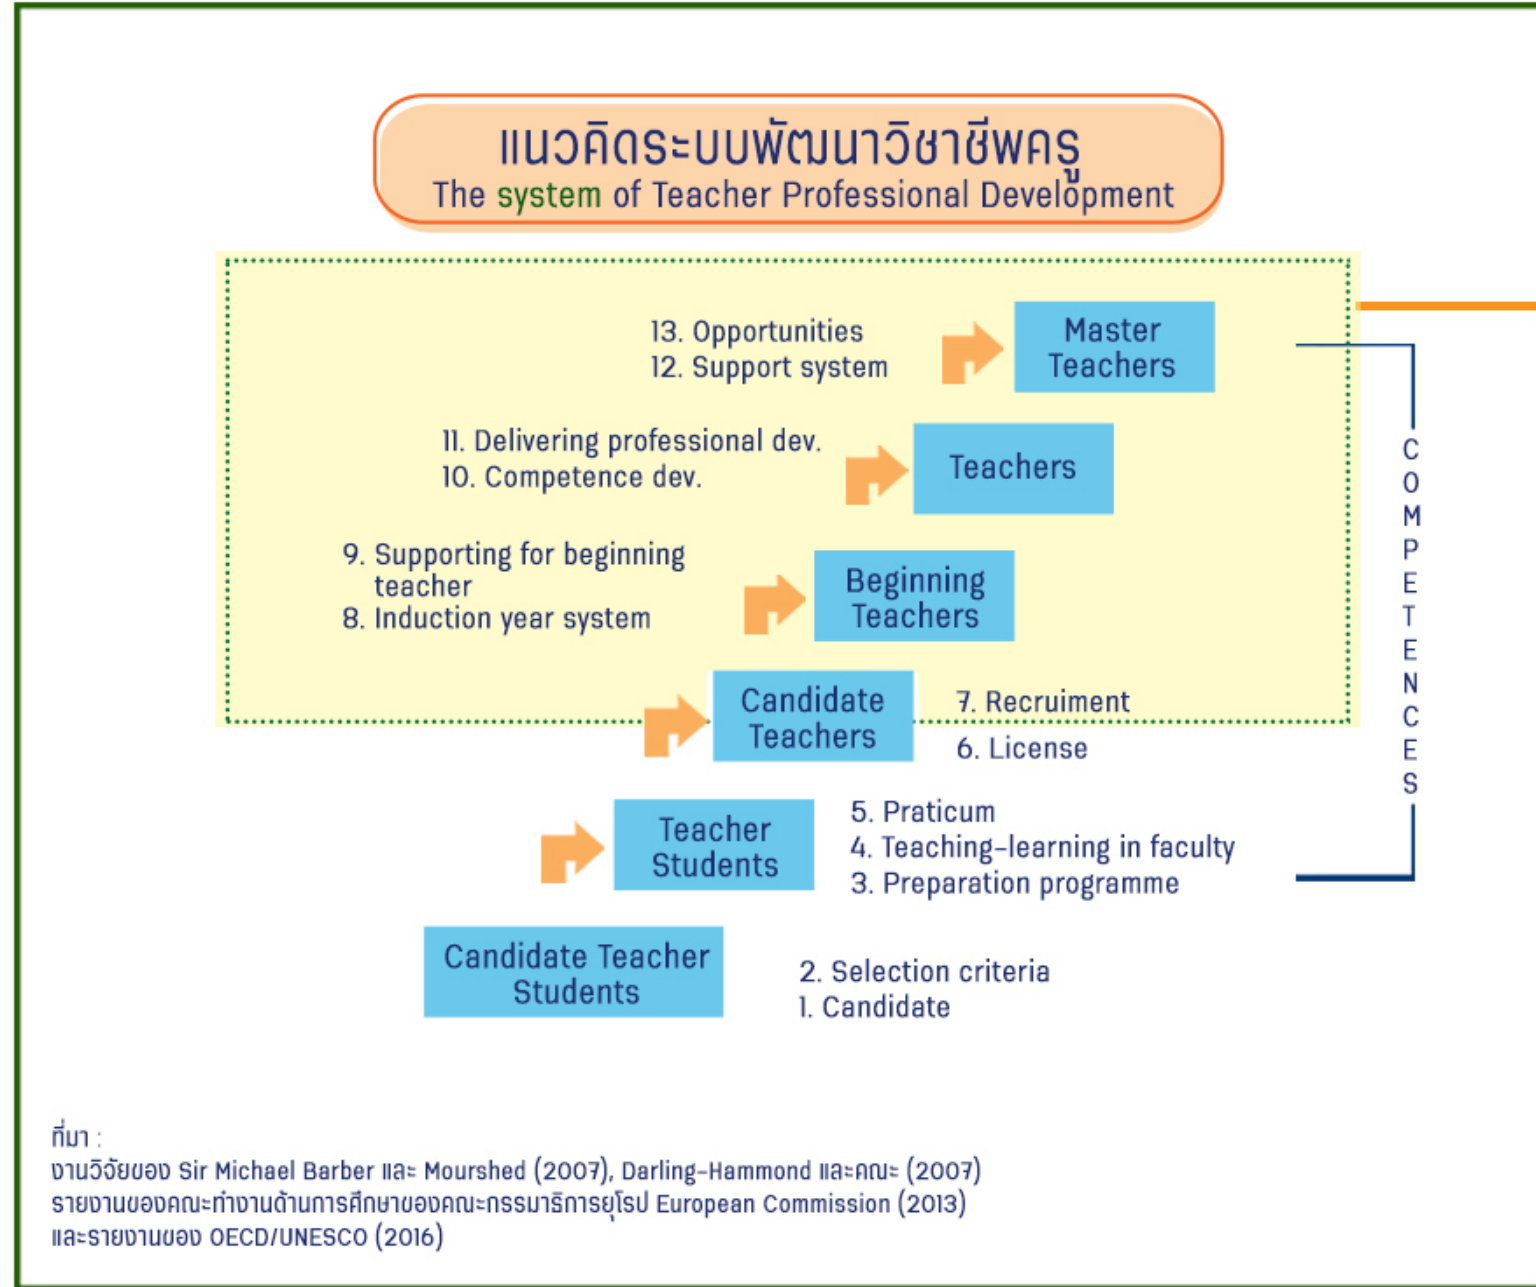 แนวคิดระบบพัฒนาวิชาชีพครู
The system of Teacher Professional Development
13. Opportunities
12. Support system
Master
Teachers
11. Delivering professional dev.
10. Competence dev.
Teachers
9. Supporting for beginning
teacher
8. Induction year system
Beginning
Teachers
Candidate
Teachers
7. Recruiment
6. License
Teacher
Students
5. Praticum
4. Teaching-learning in faculty
3. Preparation programme
Candidate Teacher
Students
2. Selection criteria
1. Candidate
COMPETENCES
ที่มา :
งานวิจัยของ Sir Michael Barber และ Mourshed (2007), Darling-Hammond และคณะ (2007)
รายงานของคณะทำงานด้านการศึกษาของคณะกรรมาธิการยุโรป European Commission (2013)
และรายงานของ OECD/UNESCO (2016)